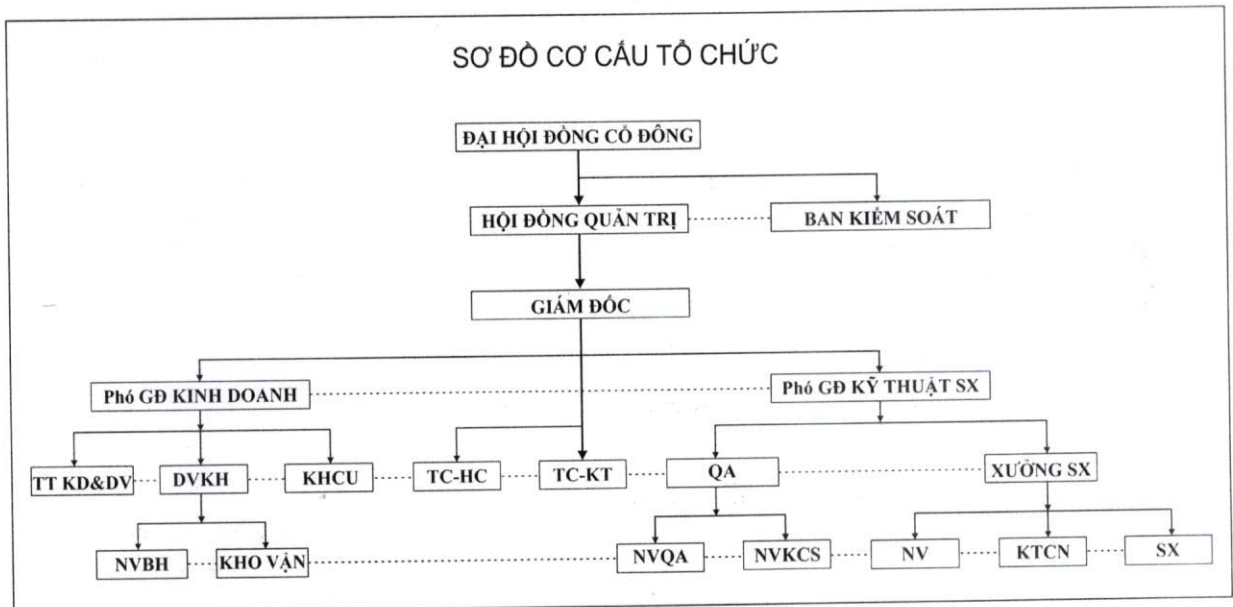 SƠ ĐỒ CƠ CẤU TỔ CHỨC
ĐẠI HỘI ĐỒNG CỔ ĐÔNG
HỘI ĐỒNG QUẢN TRỊ
BAN KIỂM SOÁT
GIÁM ĐỐC
Phó GĐ KINH DOANH
Phó GĐ KỸ THUẬT SX
TT KD&DV
DVKH
KHCU
TC-HC
TC-KT
QA
XƯỞNG SX
NVBH
KHO VẬN
NVQA
NVKCS
NV
KTCN
SX